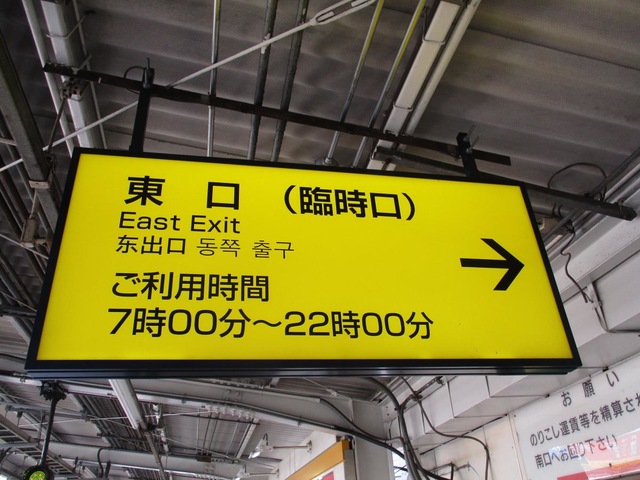 東 口 （臨時口）
East Exit
东出口 동쪽 출구
ご利用時間
7時00分～22時00分
お 願 い
のりこし運賃等を精算され
南口へお回り下さい